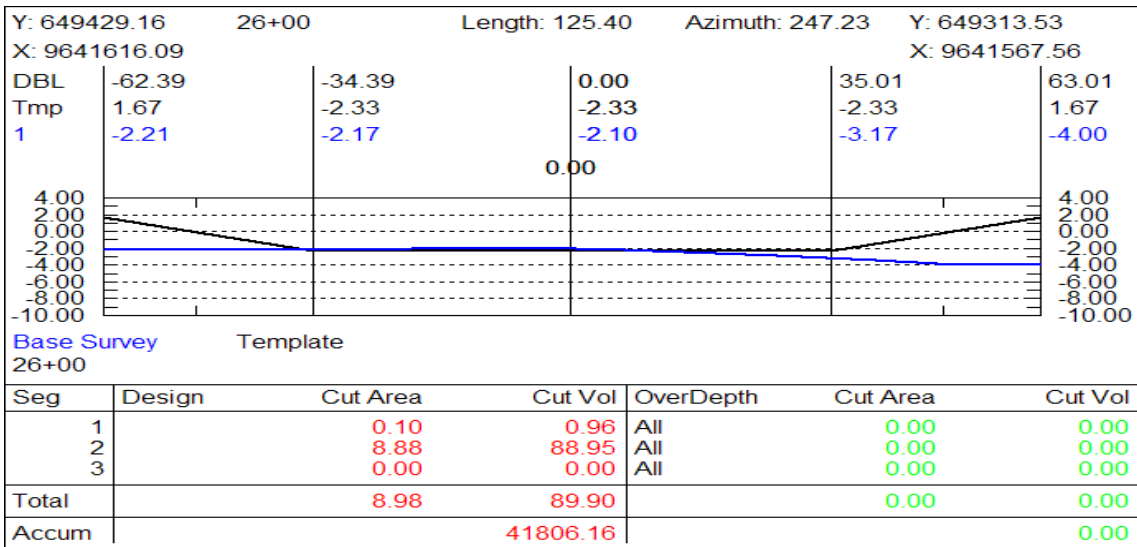 Y: 649429.16 26+00 Length: 125.40 Azimuth: 247.23 Y: 649313.53
X: 9641616.09 X: 9641567.56
DBL -62.39 -34.39 0.00 35.01 63.01
Tmp 1.67 -2.33 -2.33 -2.33 1.67
1 -2.21 -2.17 -2.10 -3.17 -4.00
0.00
4.00 4.00
2.00 2.00
0.00 0.00
-2.00 -2.00
-4.00 -4.00
-6.00 -6.00
-8.00 -8.00
-10.00 -10.00
Base Survey Template
26+00
Seg Design Cut Area Cut Vol OverDepth Cut Area Cut Vol
1 0.10 0.96 All 0.00 0.00
2 8.88 88.95 All 0.00 0.00
3 0.00 0.00 All 0.00 0.00
Total 8.98 89.90 0.00 0.00
Accum 41806.16 0.00